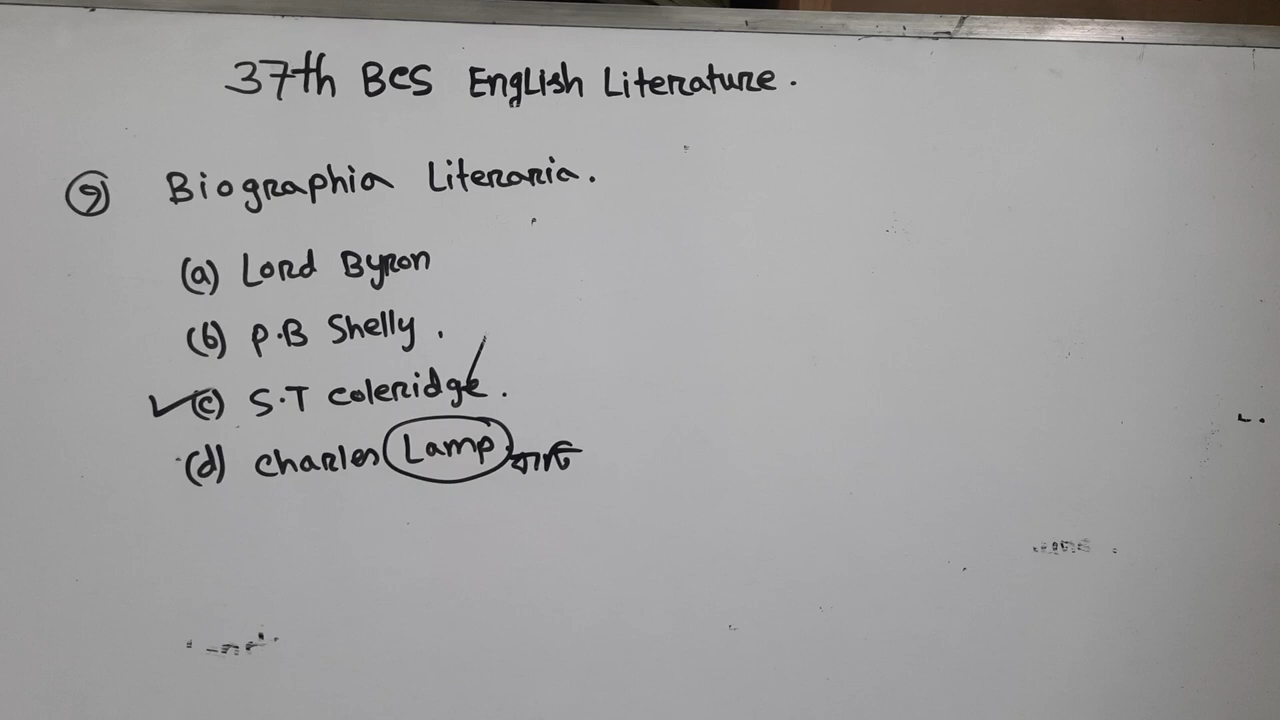 37th BCS English Literature.
9 Biographia Literaria.
(a) Lord Byron
(b) P.B Shelly.
(c) S.T Coleridge.
(d) Charles Lamp বাতি